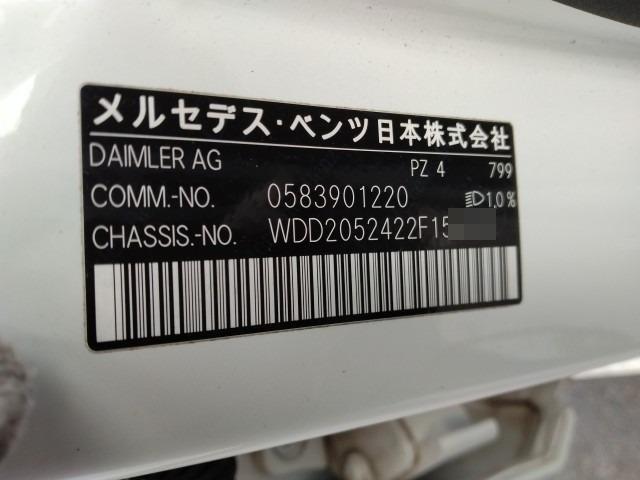 メルセデス・ベンツ日本株式会社
DAIMLER AG PZ 4 799
COMM.-NO. 0583901220 1,0 %
CHASSIS.-NO. WDD2052422F15